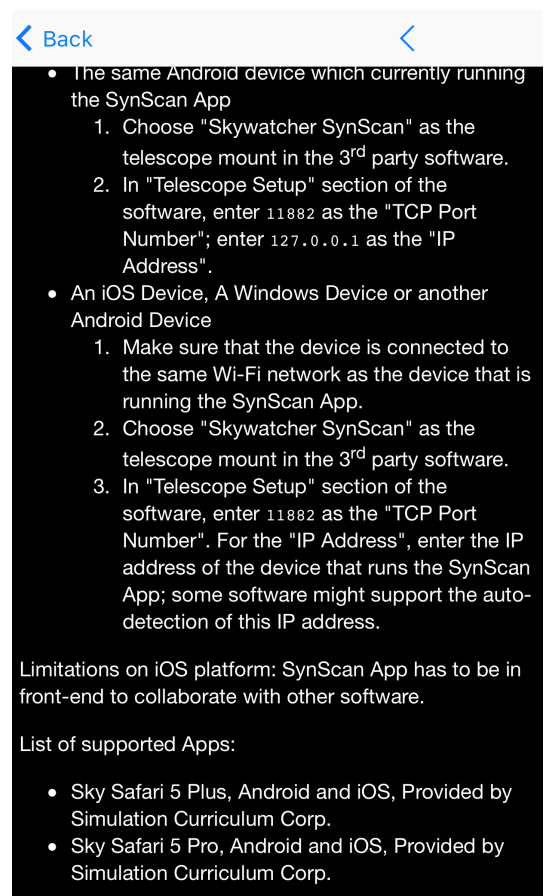 Back
• The same Android device which currently running
the SynScan App
1. Choose "Skywatcher SynScan" as the
telescope mount in the 3rd party software.
2. In "Telescope Setup" section of the
software, enter 11882 as the "TCP Port
Number"; enter 127.0.0.1 as the "IP
Address".
• An iOS Device, A Windows Device or another
Android Device
1. Make sure that the device is connected to
the same Wi-Fi network as the device that is
running the SynScan App.
2. Choose "Skywatcher SynScan" as the
telescope mount in the 3rd party software.
3. In "Telescope Setup" section of the
software, enter 11882 as the "TCP Port
Number". For the "IP Address", enter the IP
address of the device that runs the SynScan
App; some software might support the auto-
detection of this IP address.
Limitations on iOS platform: SynScan App has to be in
front-end to collaborate with other software.
List of supported Apps:
• Sky Safari 5 Plus, Android and iOS, Provided by
Simulation Curriculum Corp.
• Sky Safari 5 Pro, Android and iOS, Provided by
Simulation Curriculum Corp.